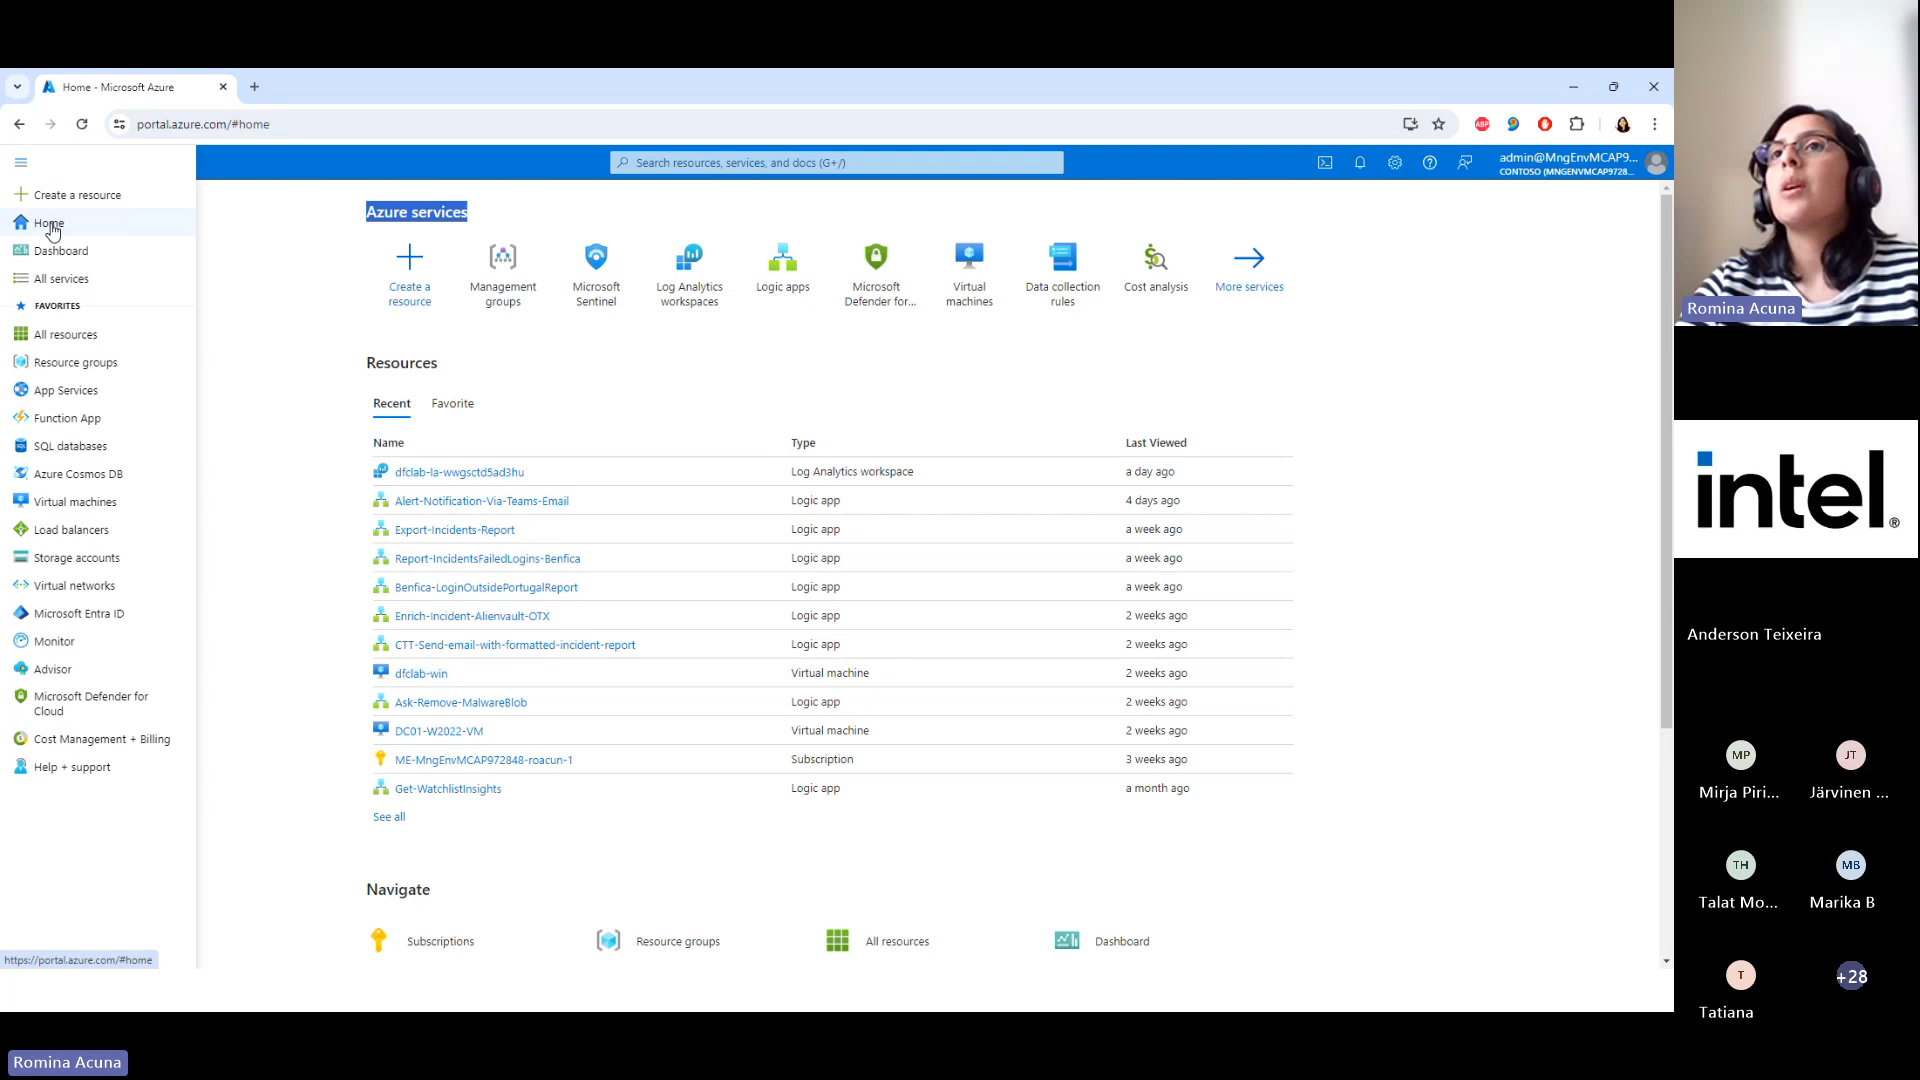 Home - Microsoft Azure
portal.azure.com/#home
ABP
Search resources, services, and docs (G+/)
admin@MngEnvMCAP9...
CONTOSO (MNGENVMCAP9728...
Create a resource
Home
Dashboard
All services
FAVORITES
All resources
Resource groups
App Services
Function App
SQL databases
Azure Cosmos DB
Virtual machines
Load balancers
Storage accounts
Virtual networks
Microsoft Entra ID
Monitor
Advisor
Microsoft Defender for
Cloud
Cost Management + Billing
Help + support
https://portal.azure.com/#home
Azure services
Create a
resource
Management
groups
Microsoft
Sentinel
Log Analytics
workspaces
Logic apps
Microsoft
Defender for...
Virtual
machines
Data collection
rules
Cost analysis
More services
Resources
Recent Favorite
Name Type Last Viewed
dfclab-la-wwgsctd5ad3hu Log Analytics workspace a day ago
Alert-Notification-Via-Teams-Email Logic app 4 days ago
Export-Incidents-Report Logic app a week ago
Report-IncidentsFailedLogins-Benfica Logic app a week ago
Benfica-LoginOutsidePortugalReport Logic app a week ago
Enrich-Incident-Alienvault-OTX Logic app 2 weeks ago
CTT-Send-email-with-formatted-incident-report Logic app 2 weeks ago
dfclab-win Virtual machine 2 weeks ago
Ask-Remove-MalwareBlob Logic app 2 weeks ago
DC01-W2022-VM Virtual machine 2 weeks ago
ME-MngEnvMCAP972848-roacun-1 Subscription 3 weeks ago
Get-WatchlistInsights Logic app a month ago
See all
Navigate
Subscriptions Resource groups All resources Dashboard
Romina Acuna
intel®
Anderson Teixeira
MP JT
Mirja Piri... Järvinen ...
TH MB
Talat Mo... Marika B
T +28
Tatiana
Romina Acuna